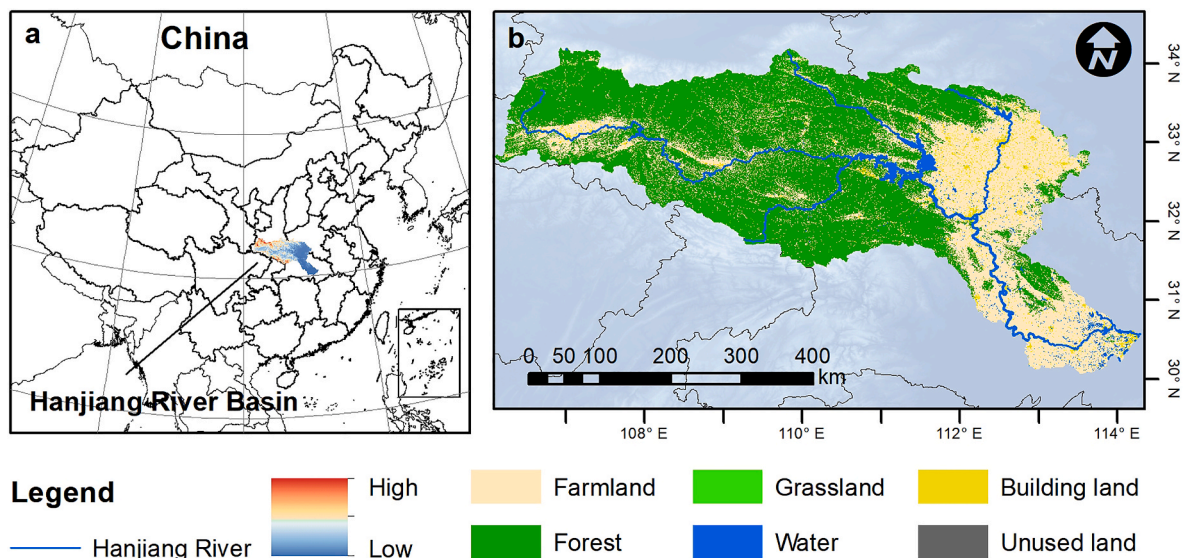 a
China
Hanjiang River Basin
b
N
34° N
33° N
32° N
31° N
30° N
0 50 100 200 300 400
km
108° E 110° E 112° E 114° E
Legend
High
Farmland
Grassland
Building land
Hanjiang River
Low
Forest
Water
Unused land